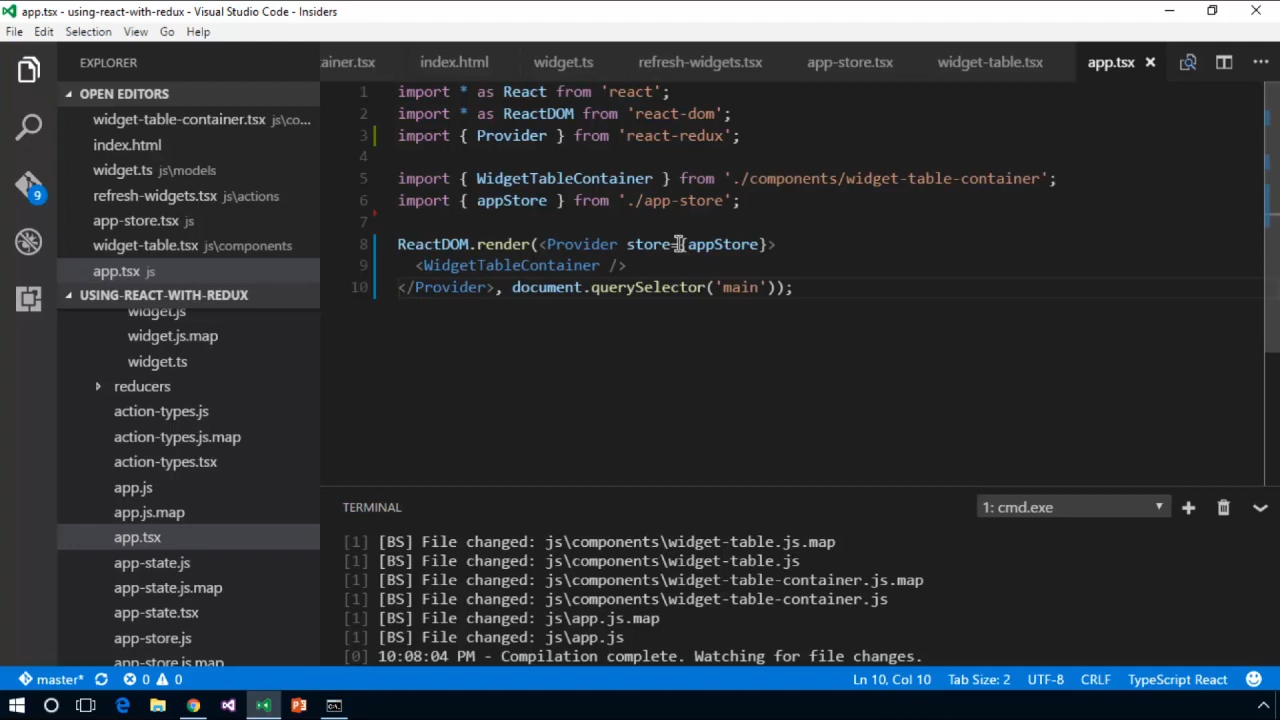 app.tsx - using-react-with-redux - Visual Studio Code - Insiders
File Edit Selection View Go Help
EXPLORER
OPEN EDITORS
widget-table-container.tsx js\co...
index.html
widget.ts js\models
refresh-widgets.tsx js\actions
app-store.tsx js
widget-table.tsx js\components
app.tsx js
9
USING-REACT-WITH-REDUX
widget.js
widget.js.map
widget.ts
reducers
action-types.js
action-types.js.map
action-types.tsx
app.js
app.js.map
app.tsx
app-state.js
app-state.js.map
app-state.tsx
app-store.js
app-store.js.map
ainer.tsx index.html widget.ts refresh-widgets.tsx app-store.tsx widget-table.tsx app.tsx
1 import * as React from 'react';
2 import * as ReactDOM from 'react-dom';
3 import { Provider } from 'react-redux';
4
5 import { WidgetTableContainer } from './components/widget-table-container';
6 import { appStore } from './app-store';
7
8 ReactDOM.render(<Provider store={appStore}>
9 <WidgetTableContainer />
10 </Provider>, document.querySelector('main'));
TERMINAL
1: cmd.exe
[1] [BS] File changed: js\components\widget-table.js.map
[1] [BS] File changed: js\components\widget-table.js
[1] [BS] File changed: js\components\widget-table-container.js.map
[1] [BS] File changed: js\components\widget-table-container.js
[1] [BS] File changed: js\app.js.map
[1] [BS] File changed: js\app.js
[0] 10:08:04 PM - Compilation complete. Watching for file changes.
master* 0 0 Ln 10, Col 10 Tab Size: 2 UTF-8 CRLF TypeScript React